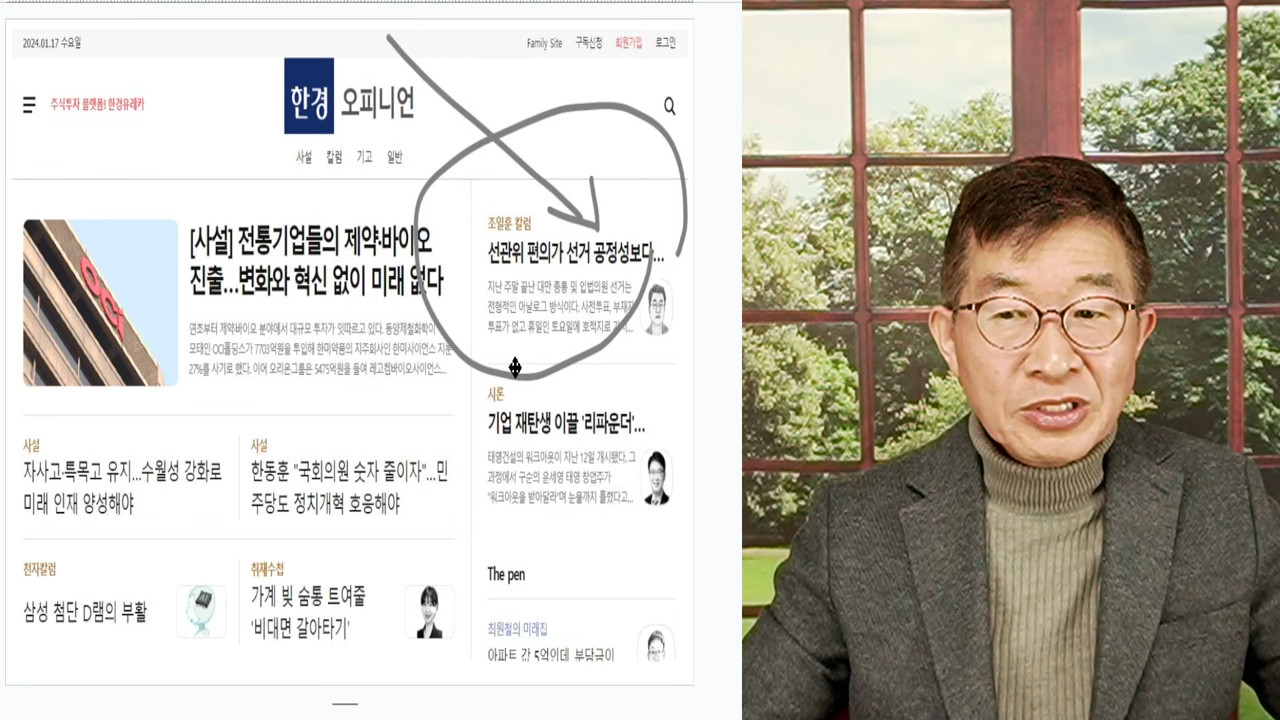 2024.01.17 수요일
Family Site 구독신청 회원가입 로그인
주식투자 플랫폼! 한경유레카
한경 오피니언
사설 칼럼 기고 일반
OCI
[사설] 전통기업들의 제약·바이오
진출...변화와 혁신 없이 미래 없다
연초부터 제약·바이오 분야에서 대규모 투자가 잇따르고 있다. 동양제철화학이
모태인 OCI홀딩스가 7703억원을 투입해 한미약품의 지주회사인 한미사이언스 지분
27%를 사기로 했다. 이어 오리온그룹은 5475억원을 들여 레고켐바이오사이언스...
조일훈 칼럼
선관위 편의가 선거 공정성보다...
지난 주말 끝난 대만 총통 및 입법의원 선거는
전형적인 아날로그 방식이다. 사전투표, 부재자
투표가 없고 휴일인 토요일에 호적지로
시론
기업 재탄생 이끌 '리파운더'...
태영건설의 워크아웃이 지난 12일 개시됐다. 그
과정에서 구순의 윤세영 태영 창업주가
"워크아웃을 받아달라"며 눈물까지 흘렸다고...
사설
자사고·특목고 유지...수월성 강화로
미래 인재 양성해야
사설
한동훈 "국회의원 숫자 줄이자"...민
주당도 정치개혁 호응해야
천자칼럼
삼성 첨단 D램의 부활
취재수첩
가계 빚 숨통 트여줄
'비대면 갈아타기'
The pen
최원철의 미래집
아파트 값 5억인데 부담금이